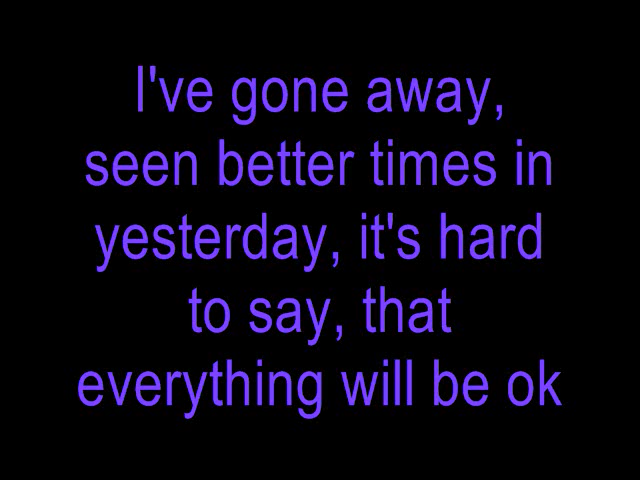 I've gone away,
seen better times in
yesterday, it's hard
to say, that
everything will be ok